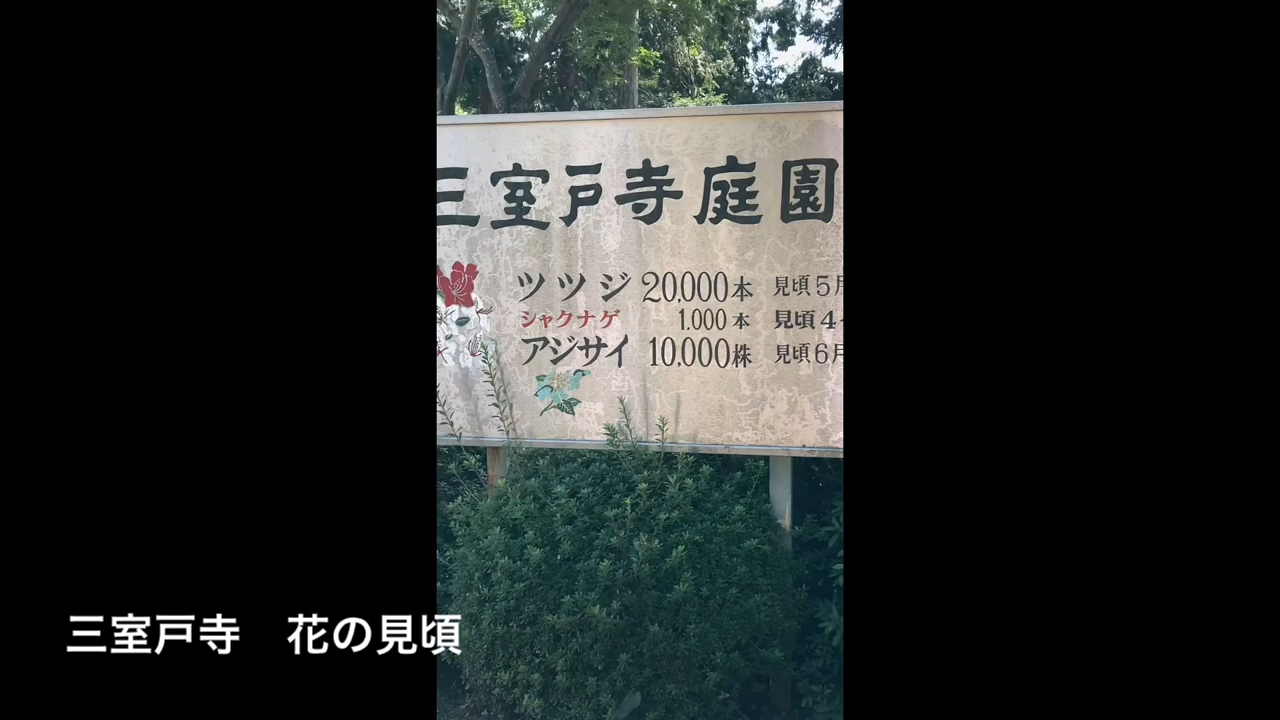 三室戸寺庭園
ツツジ 20,000本 見頃5月
シャクナゲ 1,000本 見頃4
アジサイ 10,000株 見頃6月
三室戸寺 花の見頃